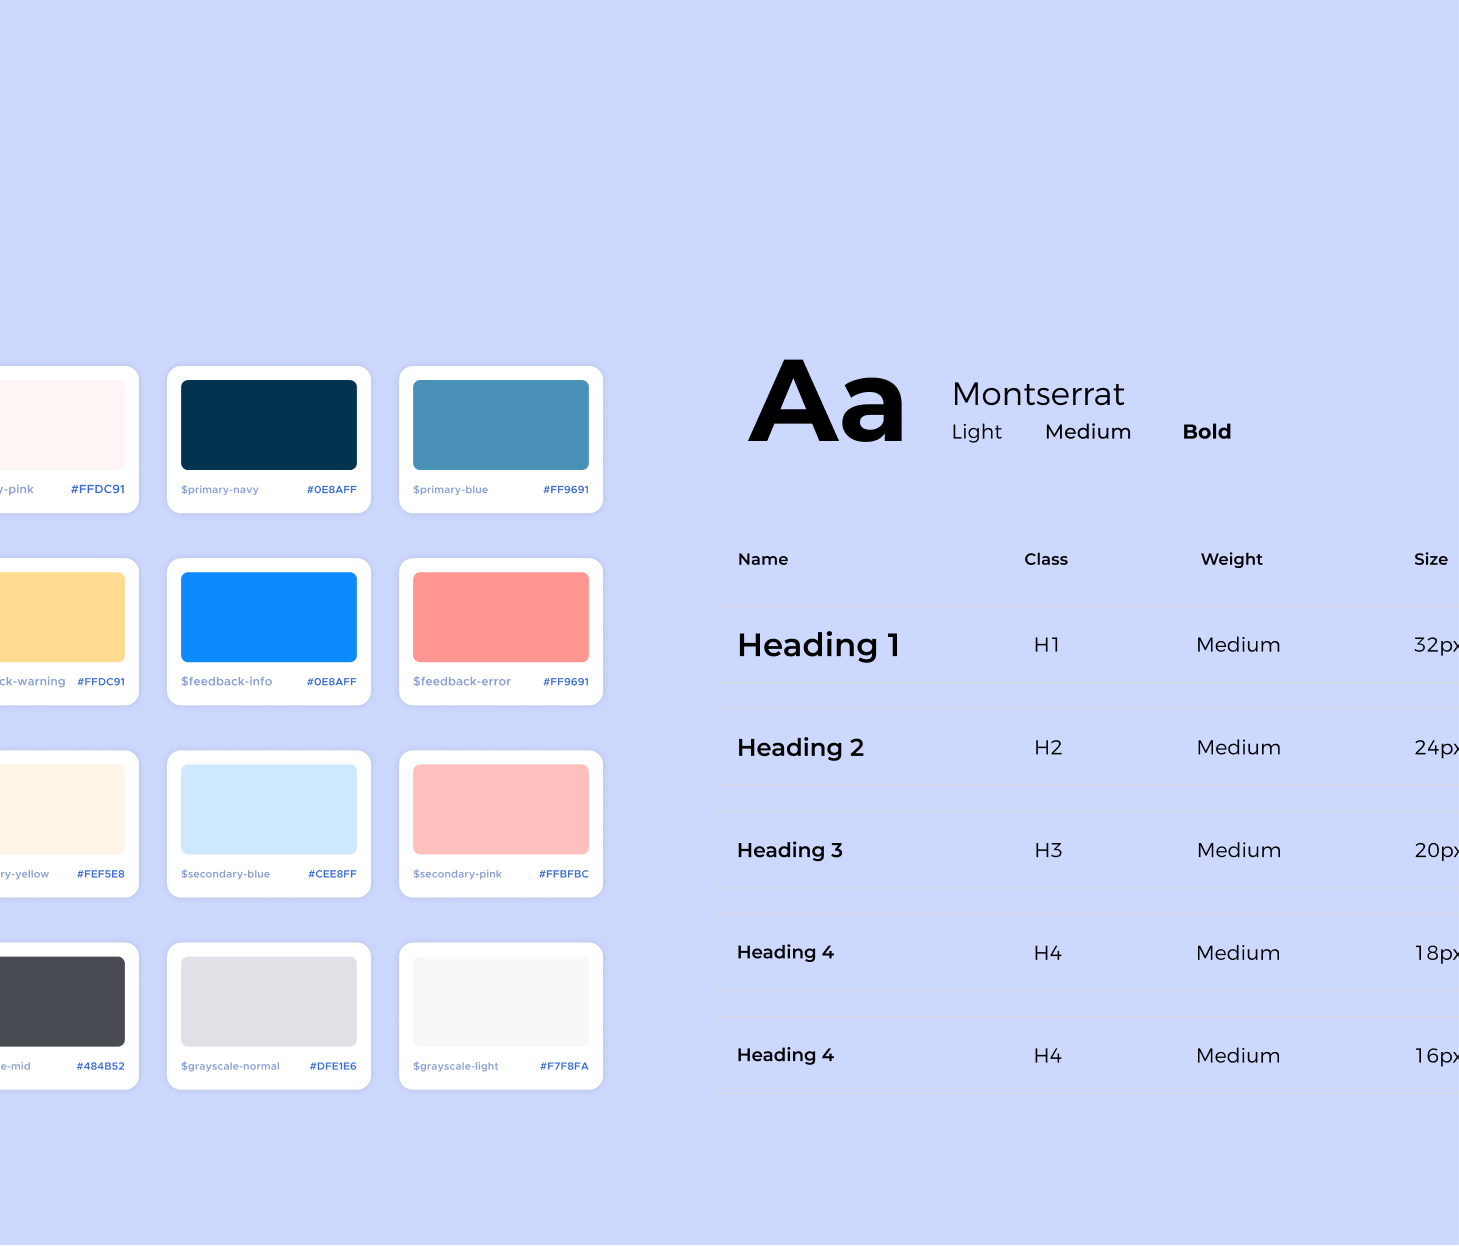 y-pink #FFDC91
$primary-navy #0E8AFF
$primary-blue #FF9691
ck-warning #FFDC91
$feedback-info #0E8AFF
$feedback-error #FF9691
ry-yellow #FEF5E8
$secondary-blue #CEE8FF
$secondary-pink #FFBFBC
e-mid #484B52
$grayscale-normal #DFE1E6
$grayscale-light #F7F8FA
Aa
Montserrat
Light Medium Bold
Name Class Weight Size
Heading 1 H1 Medium 32px
Heading 2 H2 Medium 24px
Heading 3 H3 Medium 20px
Heading 4 H4 Medium 18px
Heading 4 H4 Medium 16px